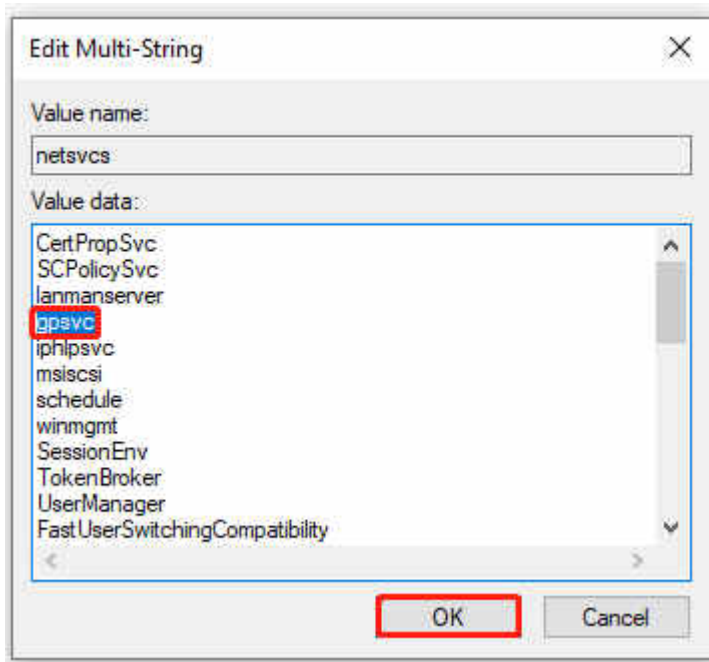 Edit Multi-String
Value name:
netsvcs
Value data:
CertPropSvc
SCPolicySvc
lanmanserver
gpsvc
iphlpsvc
msiscsi
schedule
winmgmt
SessionEnv
TokenBroker
UserManager
FastUserSwitchingCompatibility
OK Cancel